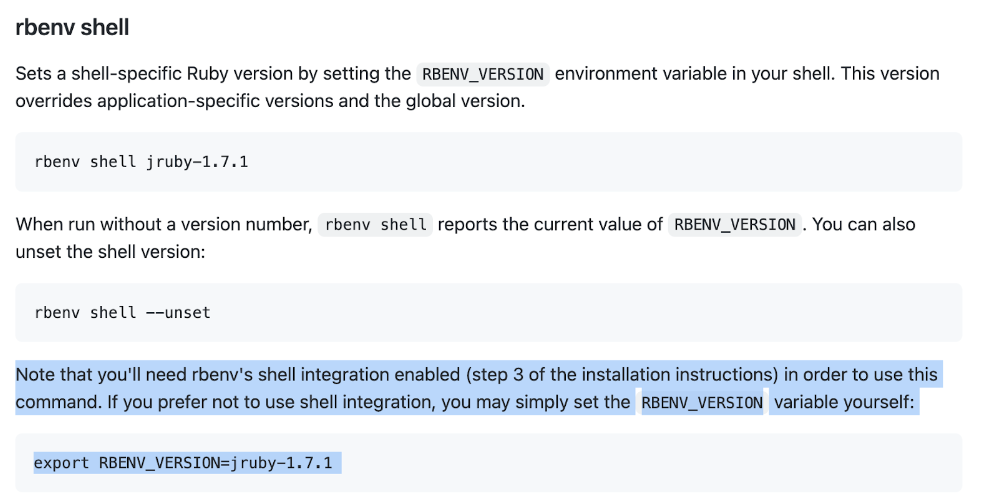 rbenv shell
Sets a shell-specific Ruby version by setting the RBENV_VERSION environment variable in your shell. This version
overrides application-specific versions and the global version.
rbenv shell jruby-1.7.1
When run without a version number, rbenv shell reports the current value of RBENV_VERSION. You can also
unset the shell version:
rbenv shell --unset
Note that you'll need rbenv's shell integration enabled (step 3 of the installation instructions) in order to use this
command. If you prefer not to use shell integration, you may simply set the RBENV_VERSION variable yourself:
export RBENV_VERSION=jruby-1.7.1